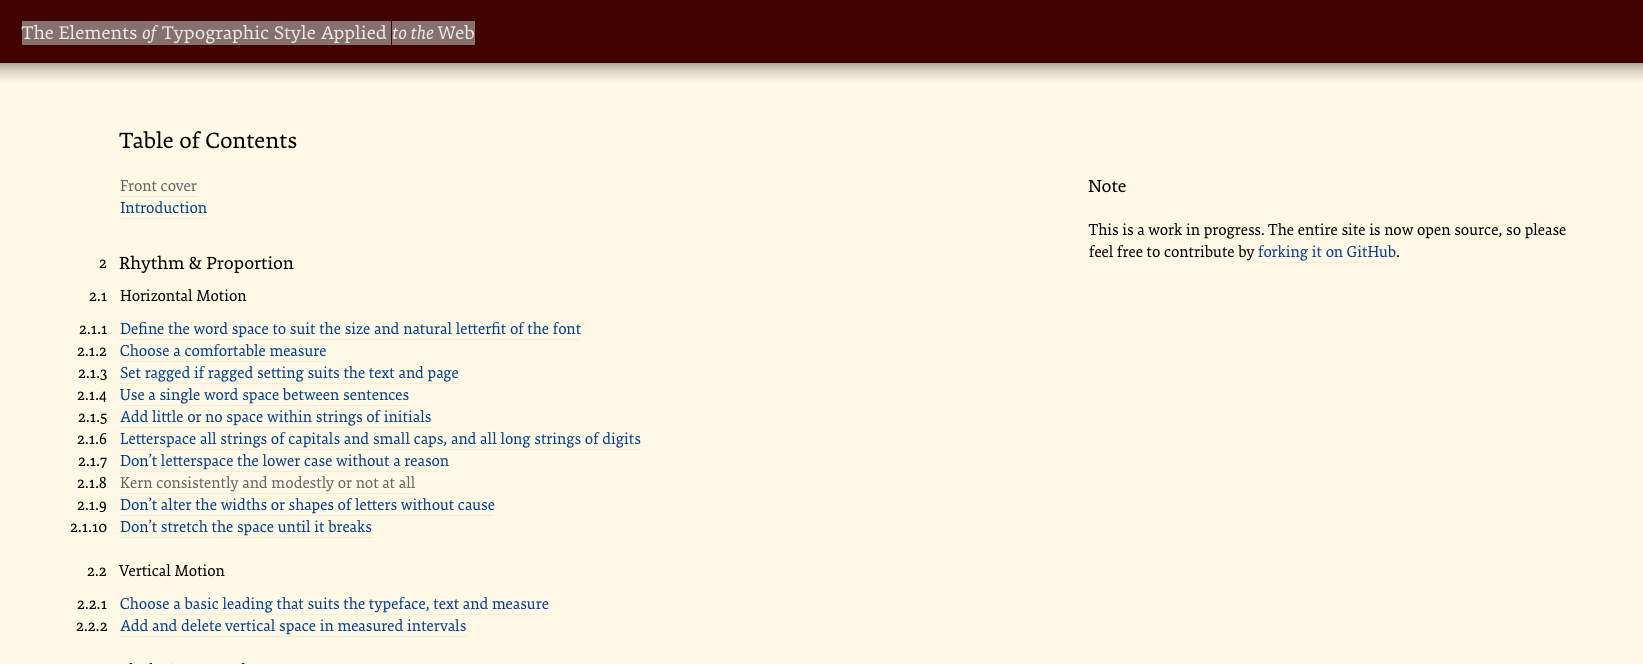 The Elements of Typographic Style Applied to the Web
Table of Contents
Front cover
Introduction
2 Rhythm & Proportion
2.1 Horizontal Motion
2.1.1 Define the word space to suit the size and natural letterfit of the font
2.1.2 Choose a comfortable measure
2.1.3 Set ragged if ragged setting suits the text and page
2.1.4 Use a single word space between sentences
2.1.5 Add little or no space within strings of initials
2.1.6 Letterspace all strings of capitals and small caps, and all long strings of digits
2.1.7 Don’t letterspace the lower case without a reason
2.1.8 Kern consistently and modestly or not at all
2.1.9 Don’t alter the widths or shapes of letters without cause
2.1.10 Don’t stretch the space until it breaks
2.2 Vertical Motion
2.2.1 Choose a basic leading that suits the typeface, text and measure
2.2.2 Add and delete vertical space in measured intervals
Note
This is a work in progress. The entire site is now open source, so please
feel free to contribute by forking it on GitHub.